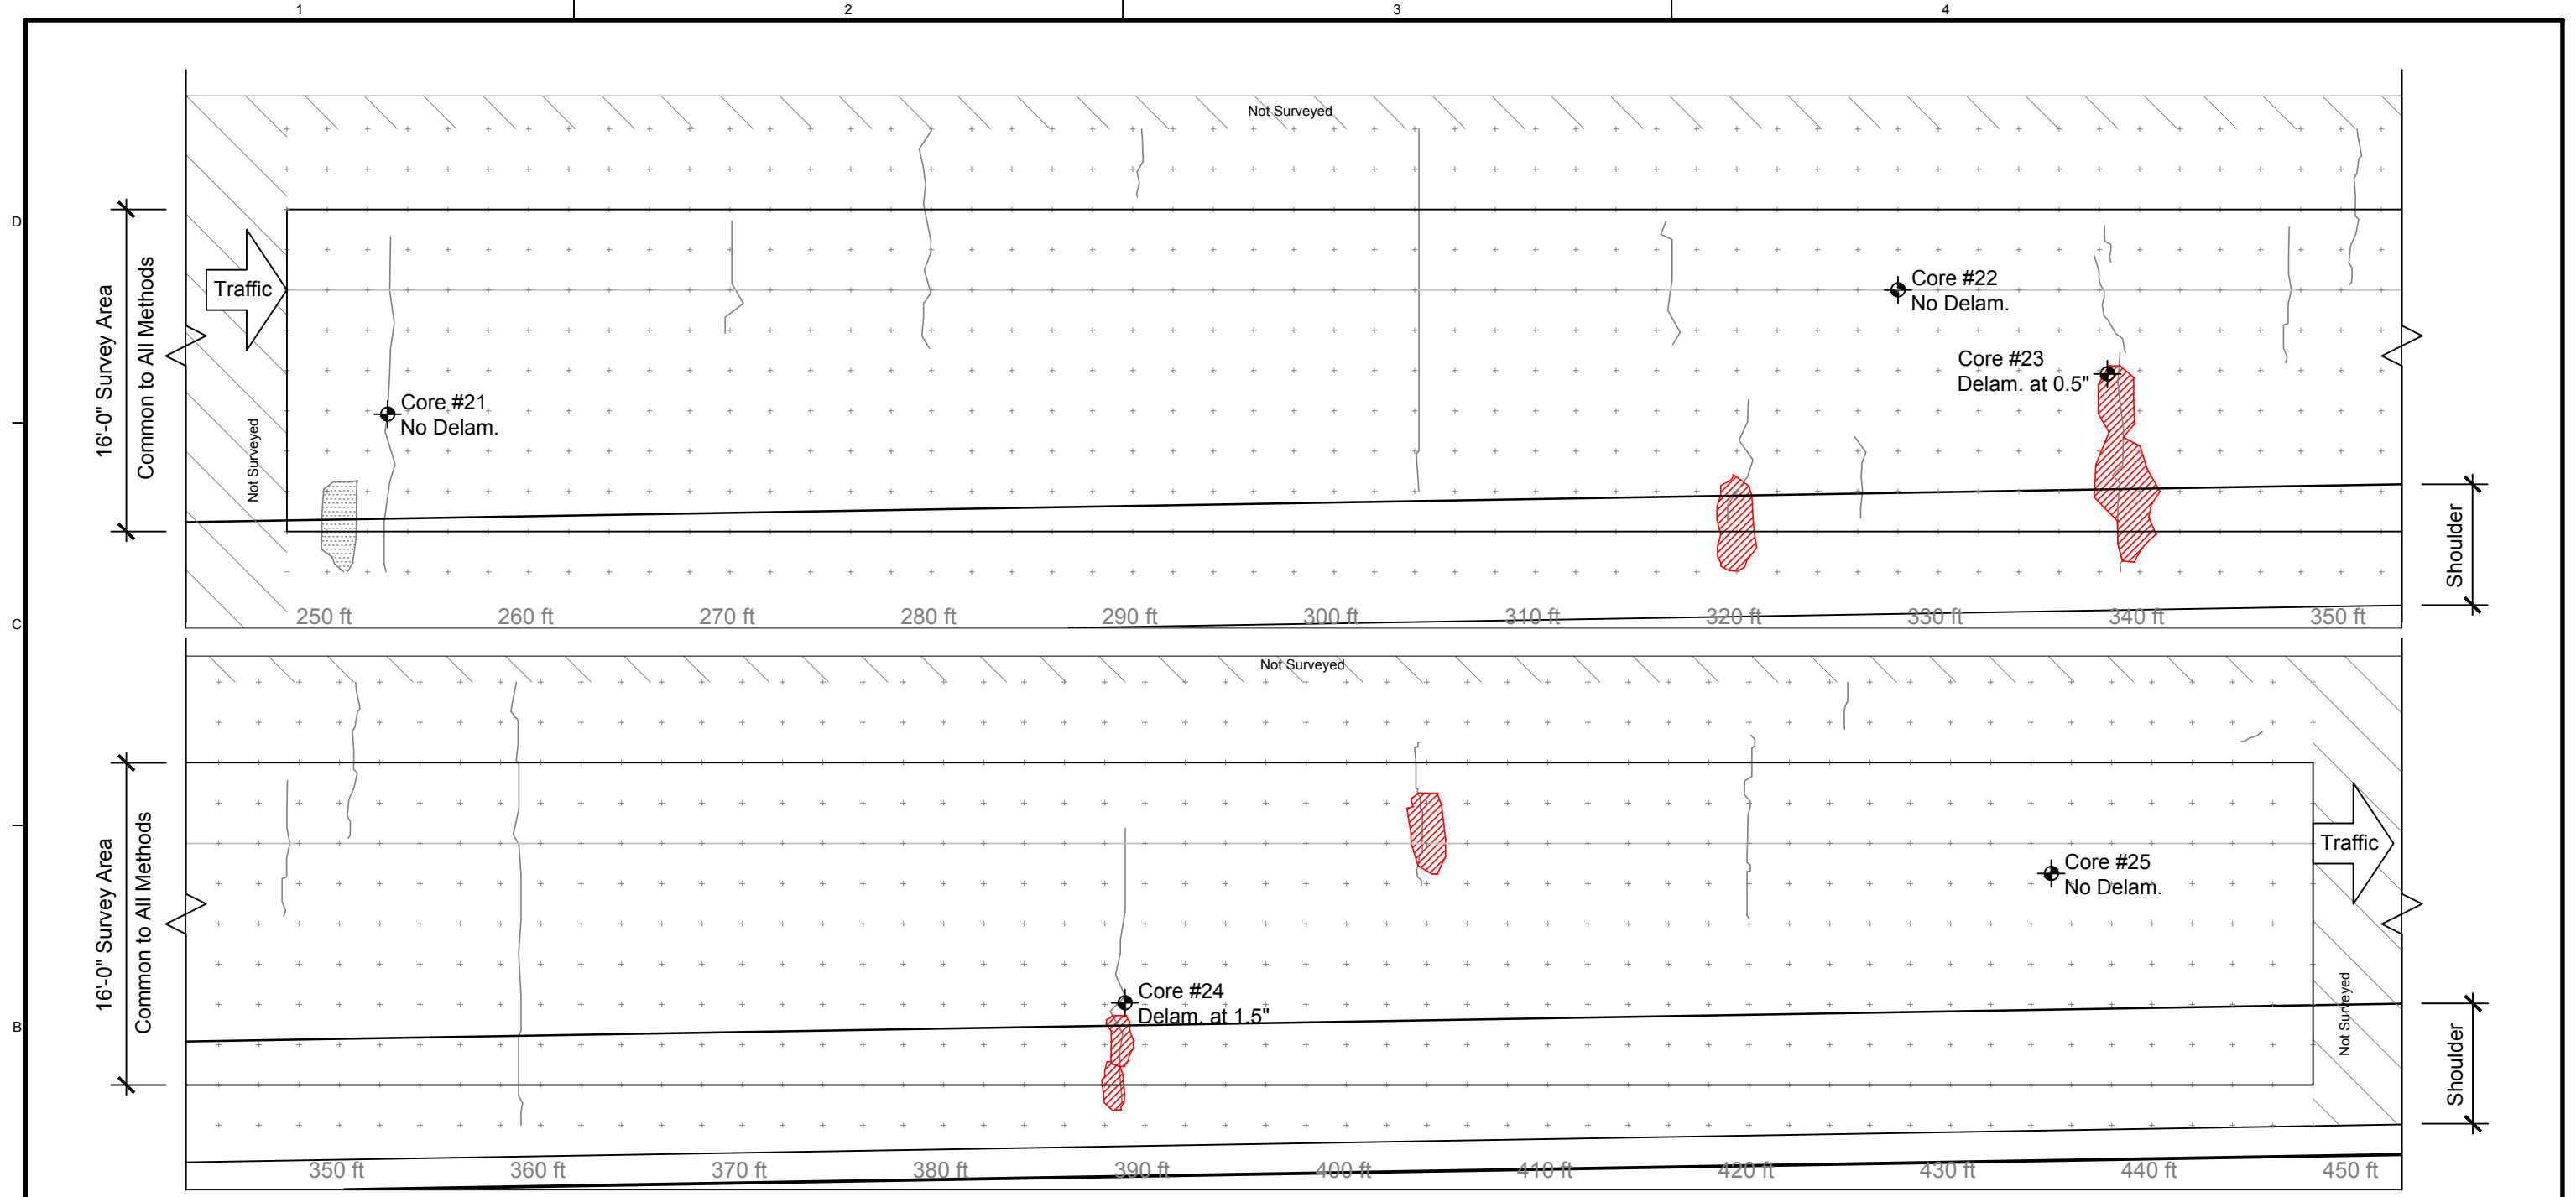 1 2 3 4
Not Surveyed
D
16'-0" Survey Area
Common to All Methods
Traffic
Not Surveyed
Core #21
No Delam.
Core #22
No Delam.
Core #23
Delam. at 0.5"
Shoulder
C
250 ft 260 ft 270 ft 280 ft 290 ft 300 ft 310 ft 320 ft 330 ft 340 ft 350 ft
Not Surveyed
16'-0" Survey Area
Common to All Methods
Core #24
Delam. at 1.5"
Core #25
No Delam.
Traffic
Not Surveyed
B
Shoulder
350 ft 360 ft 370 ft 380 ft 390 ft 400 ft 410 ft 420 ft 430 ft 440 ft 450 ft